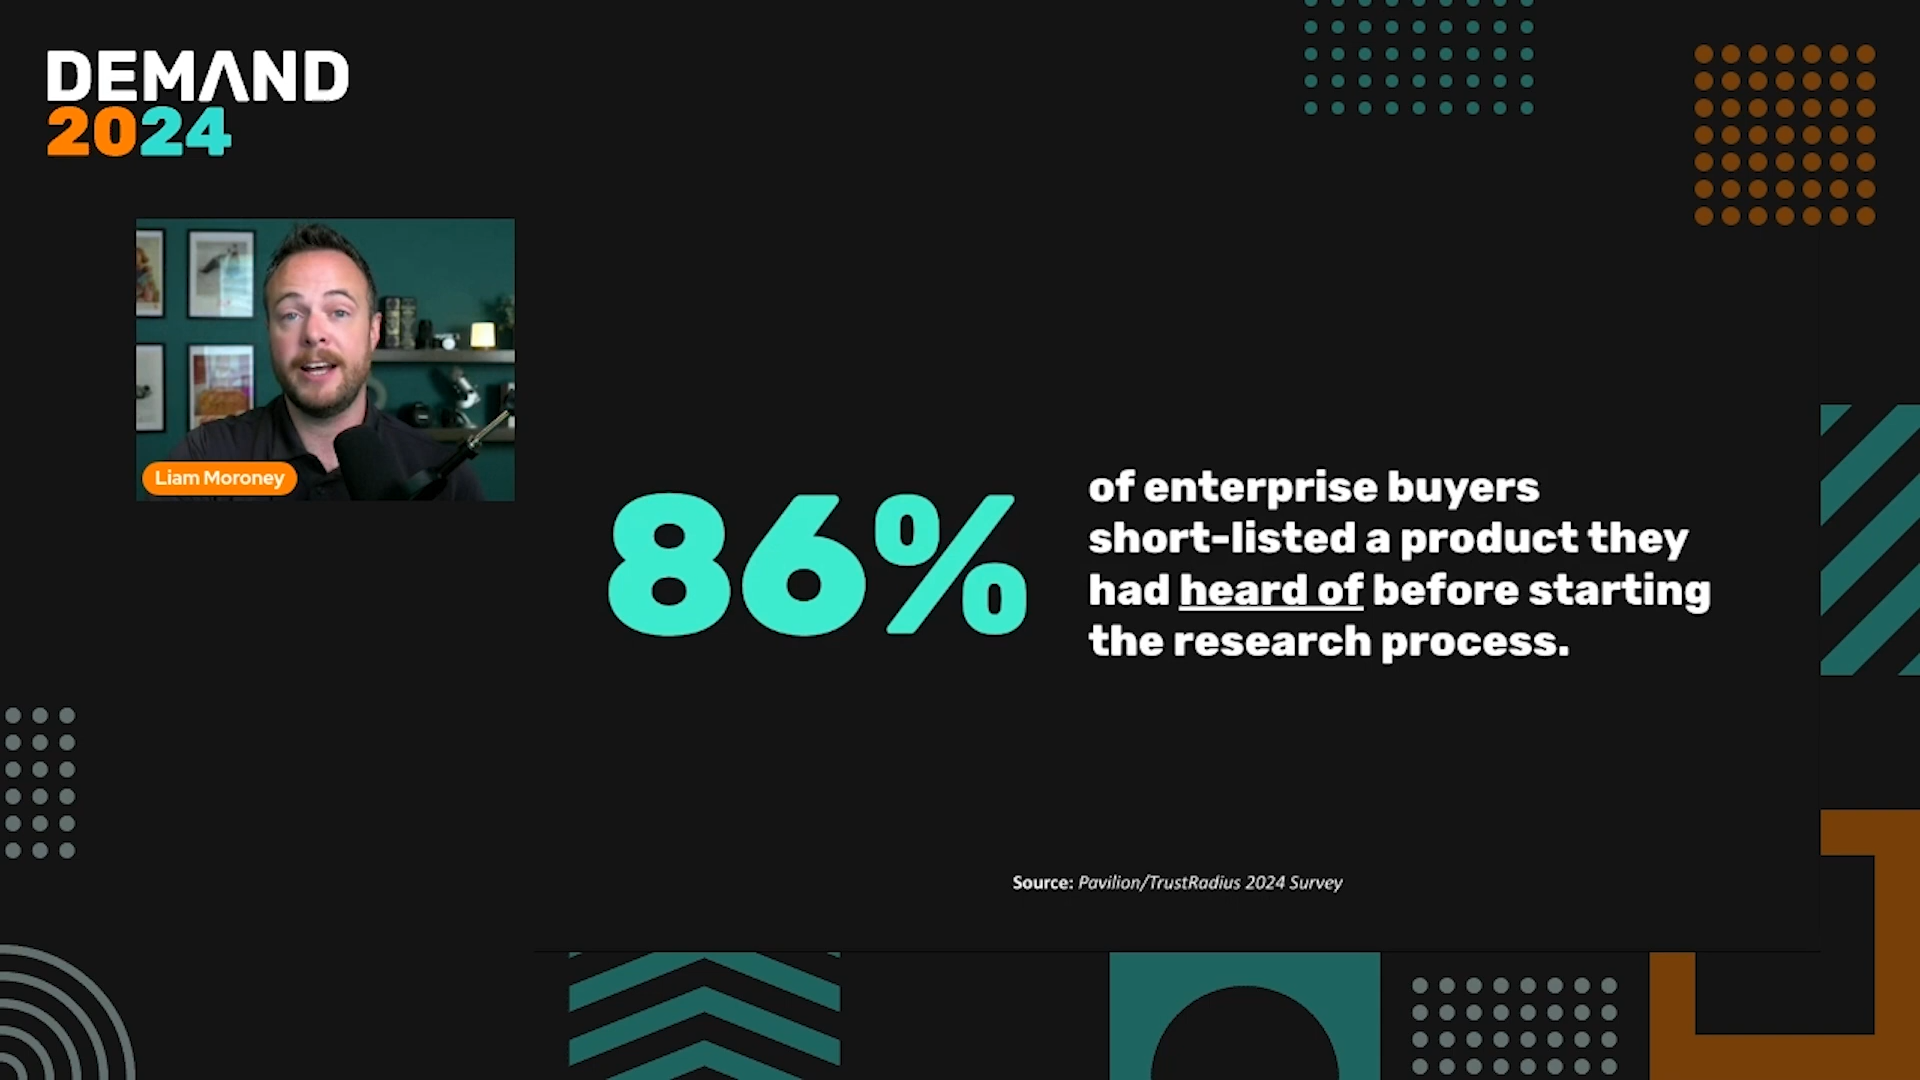 DEMAND
2024
Liam Moroney
86%
of enterprise buyers
short-listed a product they
had heard of before starting
the research process.
Source: Pavilion/TrustRadius 2024 Survey